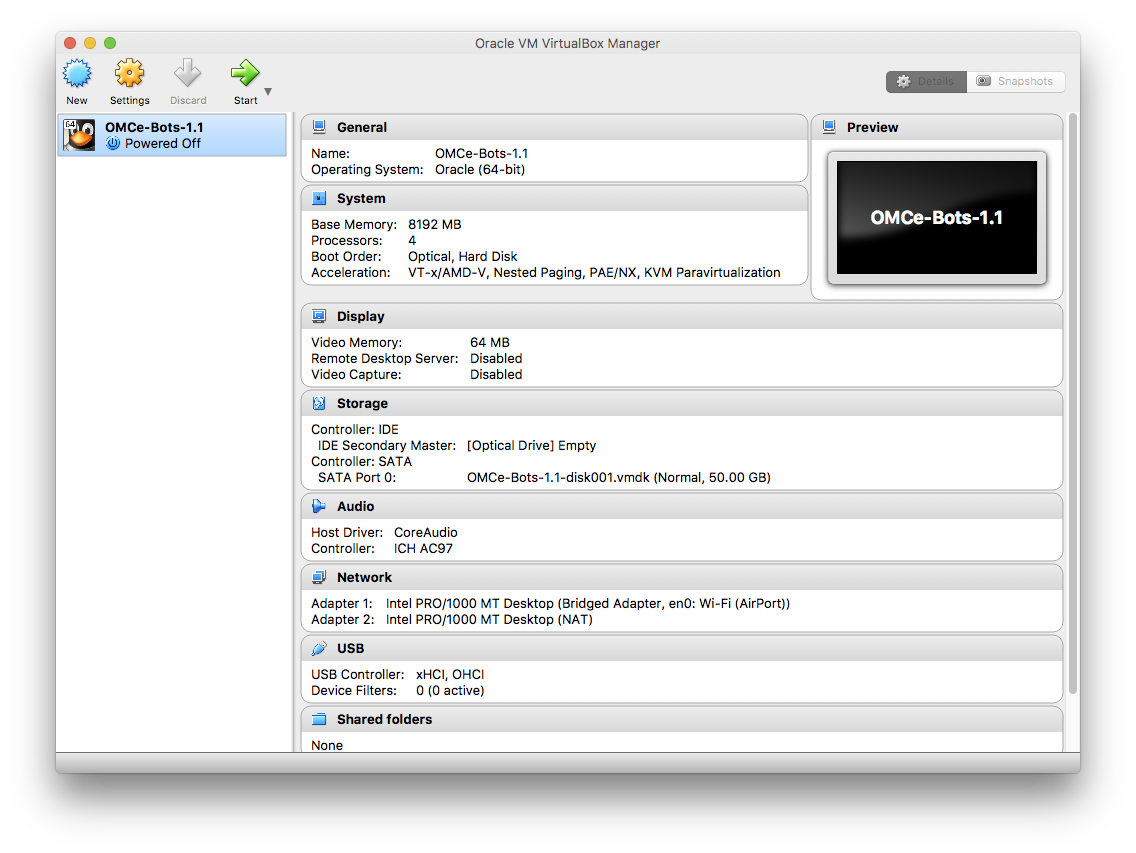 Oracle VM VirtualBox Manager
New Settings Discard Start
Details Snapshots
64 OMCe-Bots-1.1
Powered Off
General
Name: OMCe-Bots-1.1
Operating System: Oracle (64-bit)
Preview
OMCe-Bots-1.1
System
Base Memory: 8192 MB
Processors: 4
Boot Order: Optical, Hard Disk
Acceleration: VT-x/AMD-V, Nested Paging, PAE/NX, KVM Paravirtualization
Display
Video Memory: 64 MB
Remote Desktop Server: Disabled
Video Capture: Disabled
Storage
Controller: IDE
IDE Secondary Master: [Optical Drive] Empty
Controller: SATA
SATA Port 0: OMCe-Bots-1.1-disk001.vmdk (Normal, 50.00 GB)
Audio
Host Driver: CoreAudio
Controller: ICH AC97
Network
Adapter 1: Intel PRO/1000 MT Desktop (Bridged Adapter, en0: Wi-Fi (AirPort))
Adapter 2: Intel PRO/1000 MT Desktop (NAT)
USB
USB Controller: xHCI, OHCI
Device Filters: 0 (0 active)
Shared folders
None